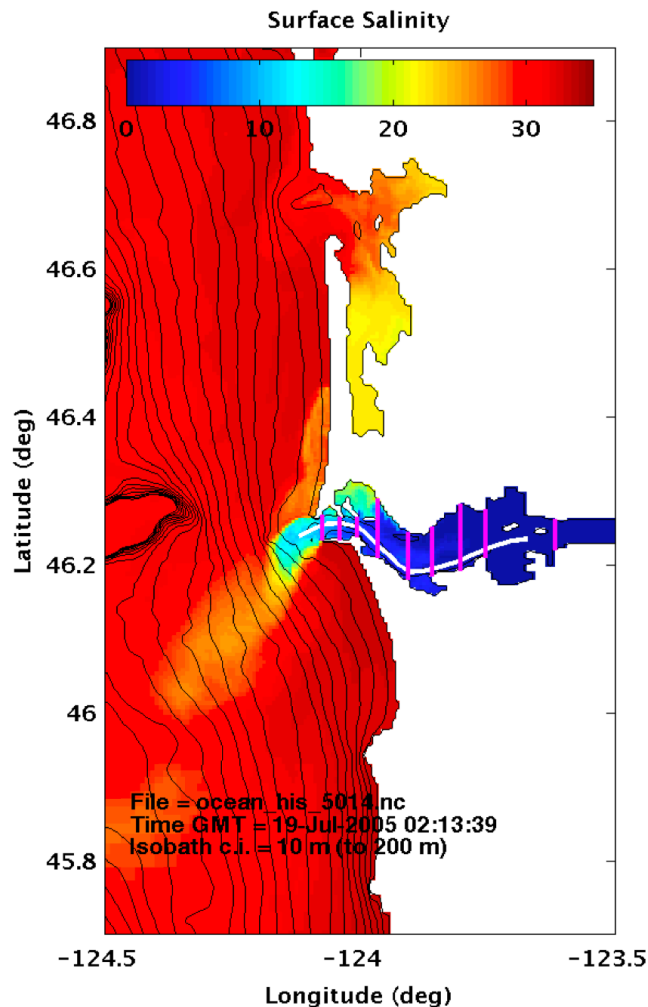 Surface Salinity
0 10 20 30
46.8
46.6
46.4
46.2
46
45.8
Latitude (deg)
File = ocean_his_5014.nc
Time GMT = 19-Jul-2005 02:13:39
Isobath c.i. = 10 m (to 200 m)
-124.5 -124 -123.5
Longitude (deg)